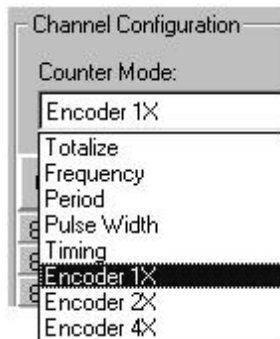 Channel Configuration
Counter Mode:
Encoder 1X
Totalize
Frequency
Period
Pulse Width
Timing
Encoder 1X
Encoder 2X
Encoder 4X